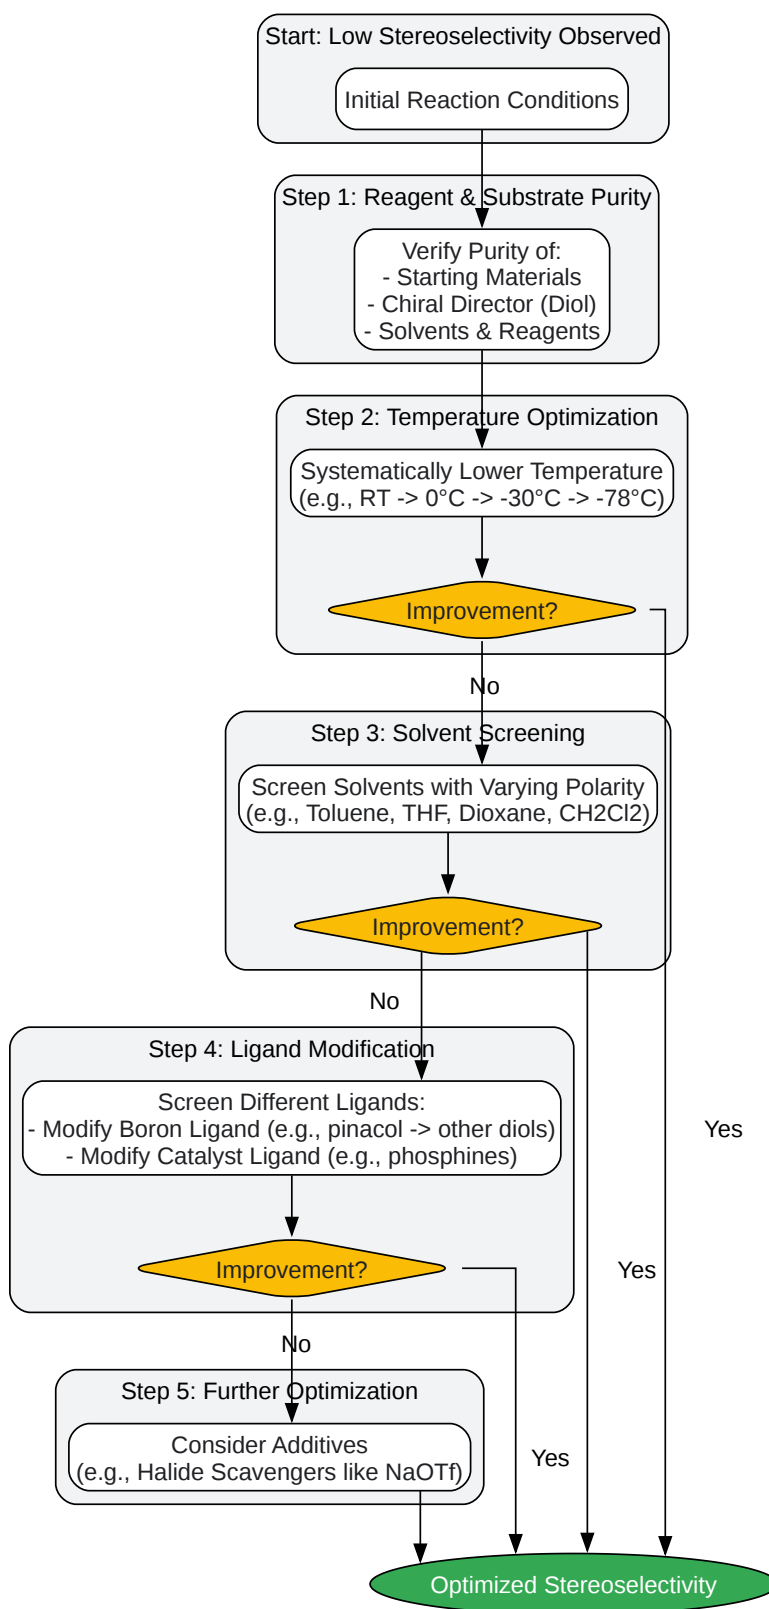 Start: Low Stereoselectivity Observed
Initial Reaction Conditions
Step 1: Reagent & Substrate Purity
Verify Purity of:
- Starting Materials
- Chiral Director (Diol)
- Solvents & Reagents
Step 2: Temperature Optimization
Systematically Lower Temperature
(e.g., RT -> 0°C -> -30°C -> -78°C)
Improvement?
No
Step 3: Solvent Screening
Screen Solvents with Varying Polarity
(e.g., Toluene, THF, Dioxane, CH2Cl2)
Improvement?
No
Step 4: Ligand Modification
Screen Different Ligands:
- Modify Boron Ligand (e.g., pinacol -> other diols)
- Modify Catalyst Ligand (e.g., phosphines)
Yes
Improvement?
Yes
No
Step 5: Further Optimization
Consider Additives
(e.g., Halide Scavengers like NaOTf)
Yes
Optimized Stereoselectivity